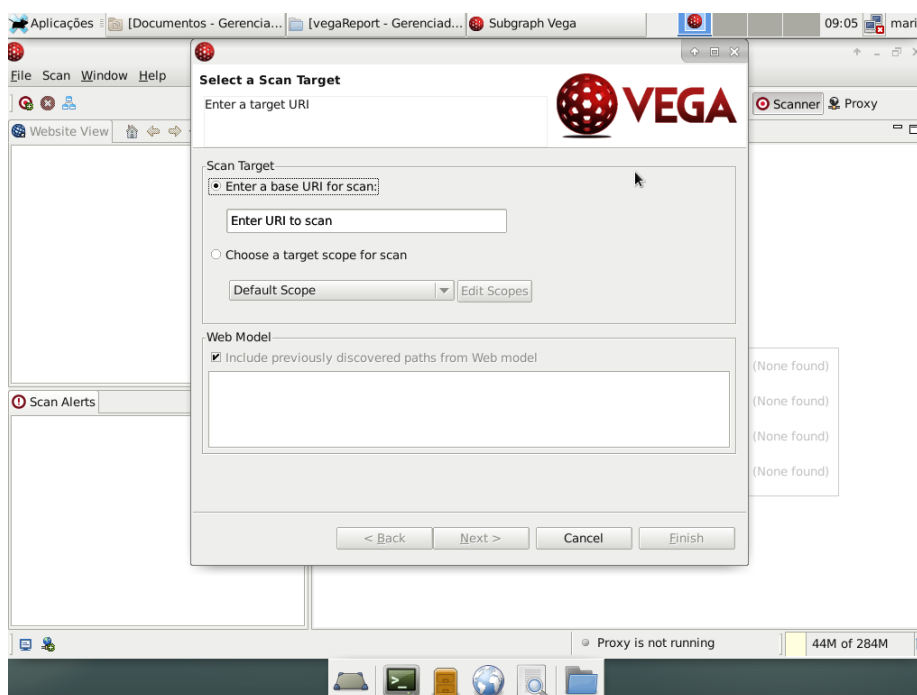 Aplicações
[Documentos - Gerencia...
[vegaReport - Gerenciad...
Subgraph Vega
09:05
mari
File Scan Window Help
Scanner
Proxy
Website View
Select a Scan Target
Enter a target URI
VEGA
Scan Target
Enter a base URI for scan:
Enter URI to scan
Choose a target scope for scan
Default Scope
Edit Scopes
Web Model
Include previously discovered paths from Web model
(None found)
(None found)
(None found)
(None found)
Scan Alerts
< Back
Next >
Cancel
Finish
Proxy is not running
44M of 284M